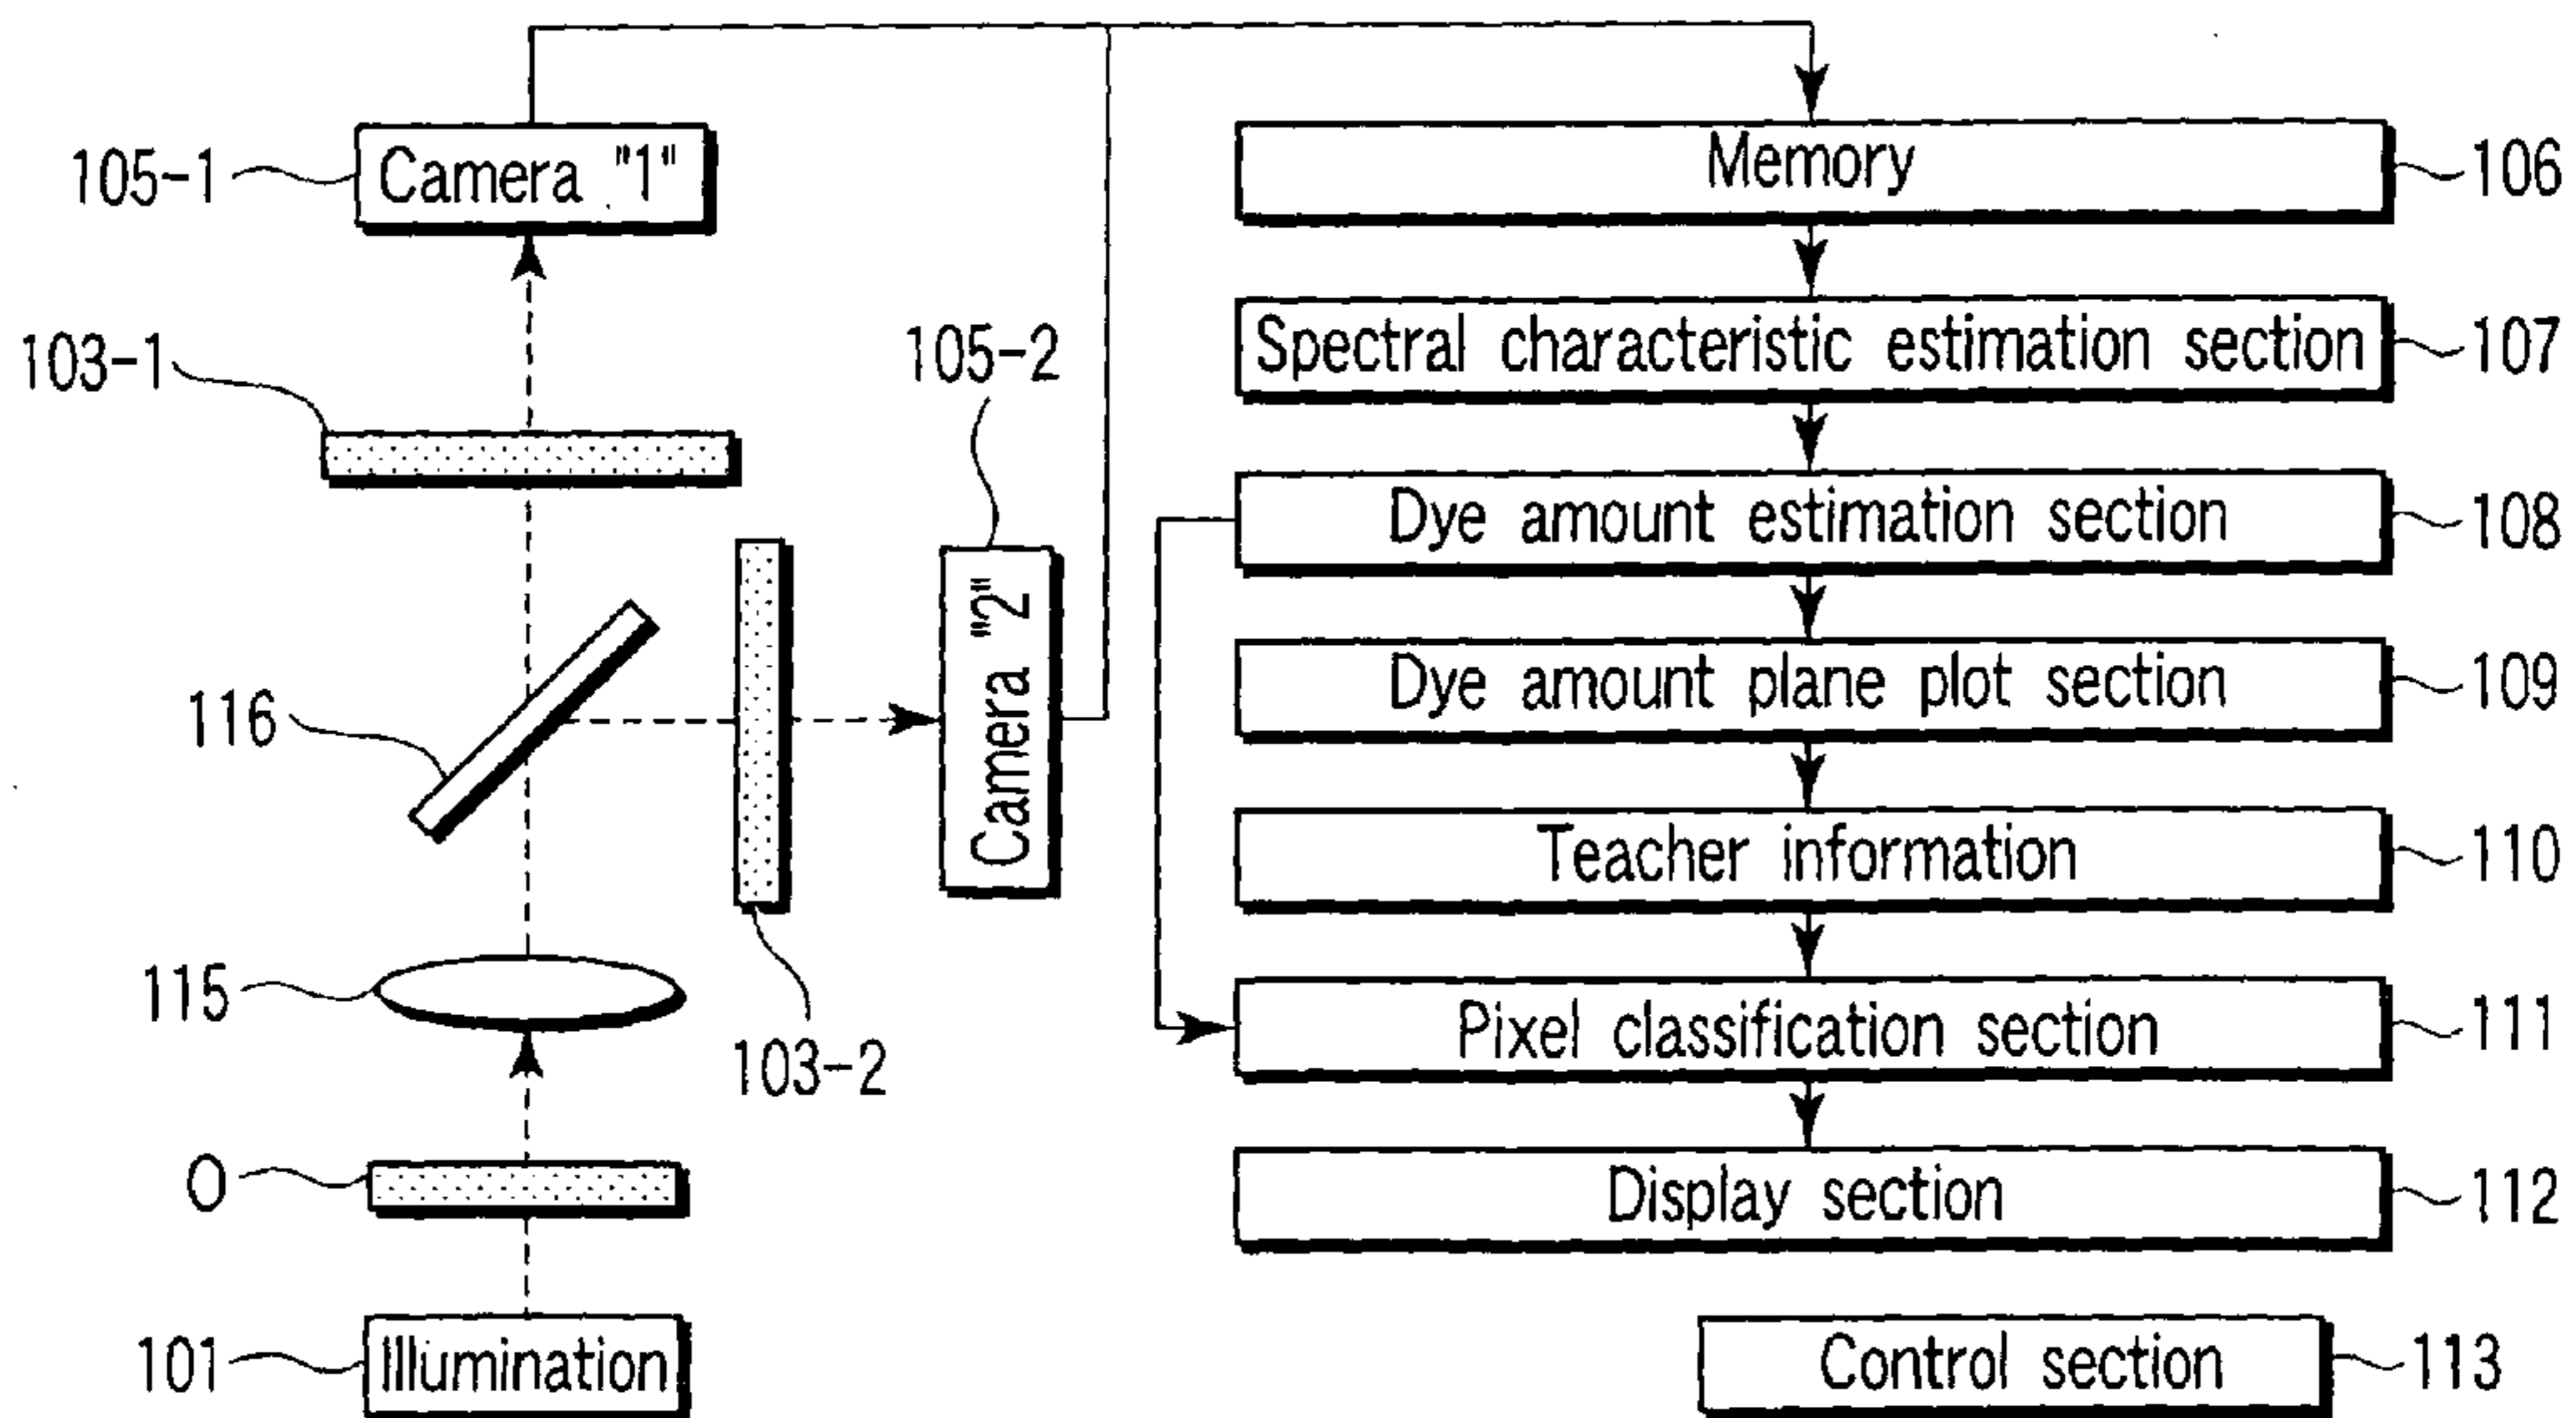 105-1
Camera "1"
103-1
105-2
116
Camera "2"
115
103-2
O
101
Illumination
Memory
106
Spectral characteristic estimation section
107
Dye amount estimation section
108
Dye amount plane plot section
109
Teacher information
110
Pixel classification section
111
Display section
112
Control section
113